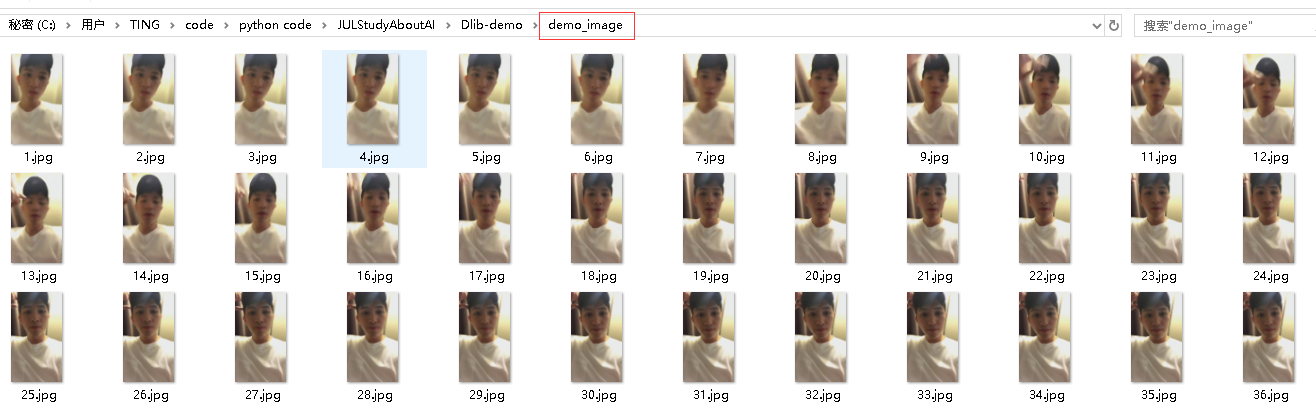 秘密 (C:) › 用户 › TING › code › python code › JULStudyAboutAI › Dlib-demo › demo_image 搜索"demo_image"
1.jpg 2.jpg 3.jpg 4.jpg 5.jpg 6.jpg 7.jpg 8.jpg 9.jpg 10.jpg 11.jpg 12.jpg
13.jpg 14.jpg 15.jpg 16.jpg 17.jpg 18.jpg 19.jpg 20.jpg 21.jpg 22.jpg 23.jpg 24.jpg
25.jpg 26.jpg 27.jpg 28.jpg 29.jpg 30.jpg 31.jpg 32.jpg 33.jpg 34.jpg 35.jpg 36.jpg